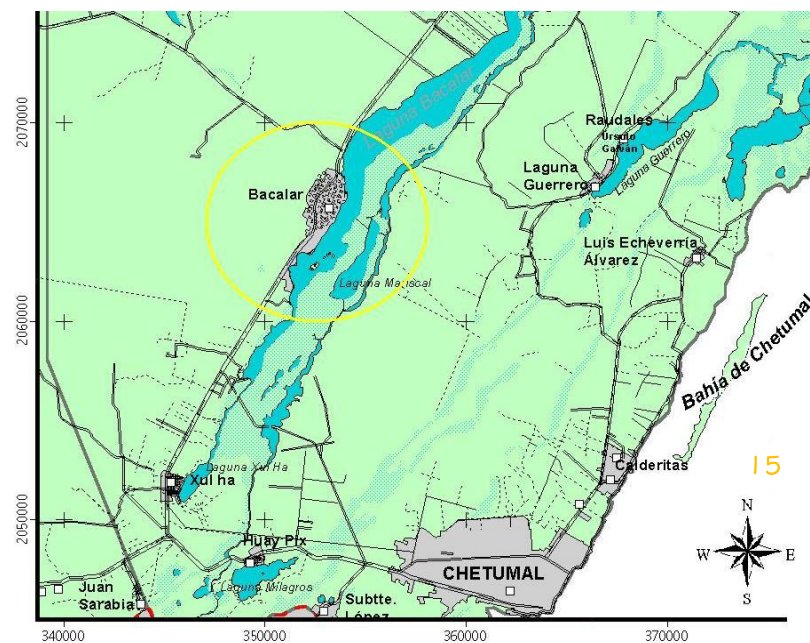 2070000
2060000
2050000
Laguna Bacalar
Raudales
Úrsulo
Galván
Laguna
Guerrero
Laguna Guerrero
Bacalar
Luis Echeverría
Álvarez
Laguna Mariscal
Bahía de Chetumal
Calderitas
15
Laguna Xul Ha
Xul ha
N
W
E
S
Huay Pix
CHETUMAL
Laguna Milagros
Juan
Sarabia
Subtte.
López
340000
350000
360000
370000